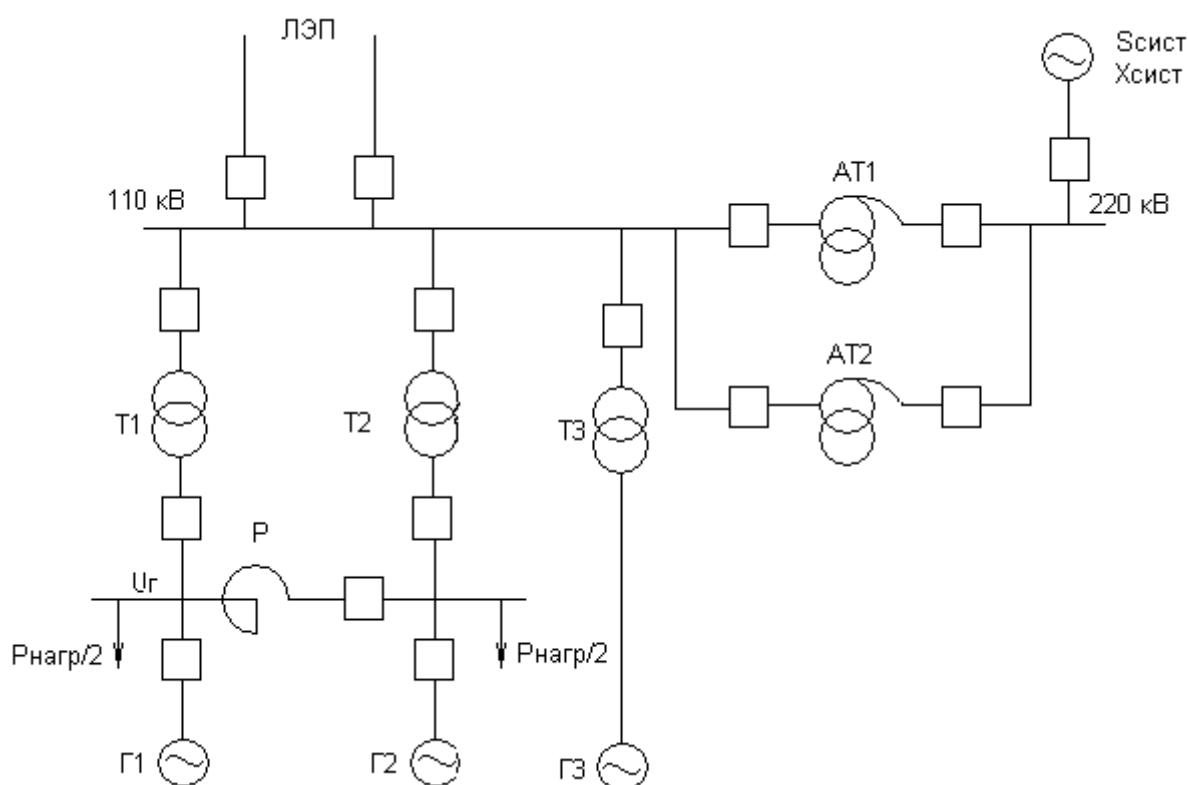 ЛЭП
Sсист
Xсист
АТ1
110 кВ
220 кВ
АТ2
Т1
Т2
Т3
Р
Uг
Рнагр/2
Рнагр/2
Г1
Г2
Г3